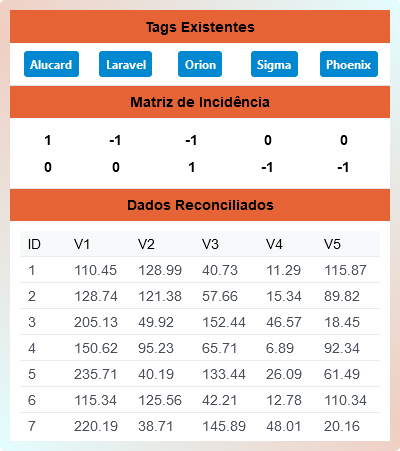 Tags Existentes
Alucard Laravel Orion Sigma Phoenix
Matriz de Incidência
1 -1 -1 0 0
0 0 1 -1 -1
Dados Reconciliados
ID V1 V2 V3 V4 V5
1 110.45 128.99 40.73 11.29 115.87
2 128.74 121.38 57.66 15.34 89.82
3 205.13 49.92 152.44 46.57 18.45
4 150.62 95.23 65.71 6.89 92.34
5 235.71 40.19 133.44 26.09 61.49
6 115.34 125.56 42.21 12.78 110.34
7 220.19 38.71 145.89 48.01 20.16